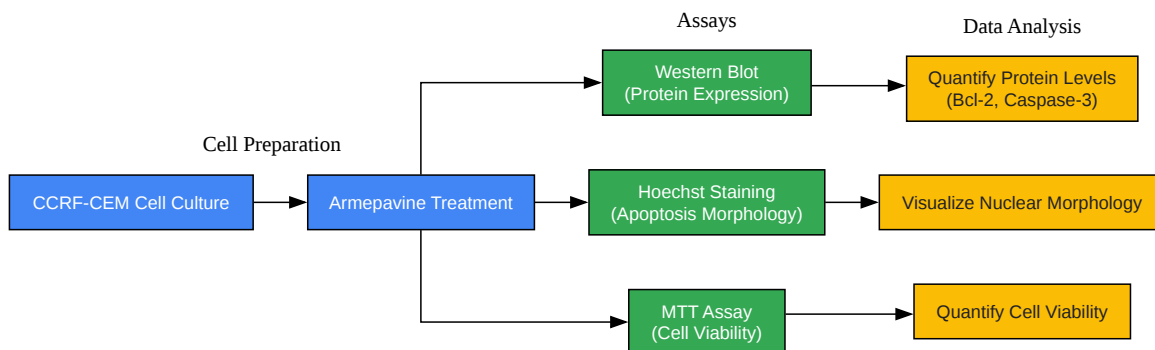 Assays
Data Analysis
Western Blot
(Protein Expression)
Quantify Protein Levels
(Bcl-2, Caspase-3)
Cell Preparation
CCRF-CEM Cell Culture
Armepavine Treatment
Hoechst Staining
(Apoptosis Morphology)
Visualize Nuclear Morphology
MTT Assay
(Cell Viability)
Quantify Cell Viability